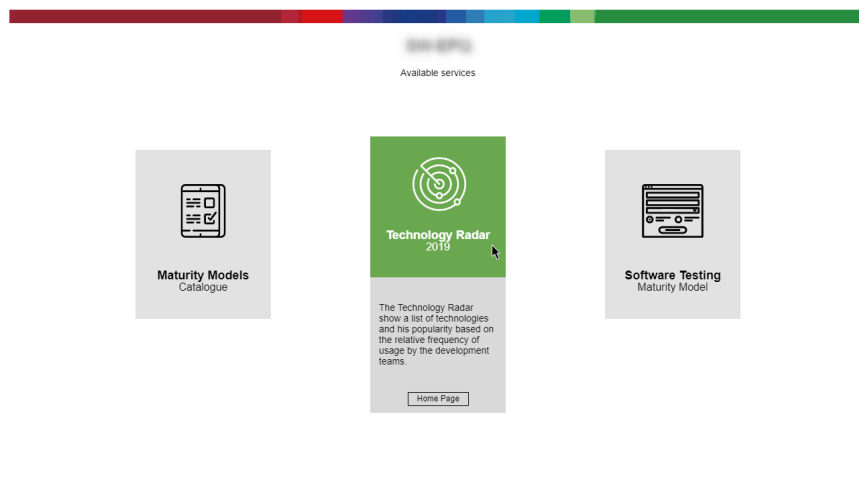 Available services
Maturity Models
Catalogue
Technology Radar
2019
The Technology Radar
show a list of technologies
and his popularity based on
the relative frequency of
usage by the development
teams.
Home Page
Software Testing
Maturity Model